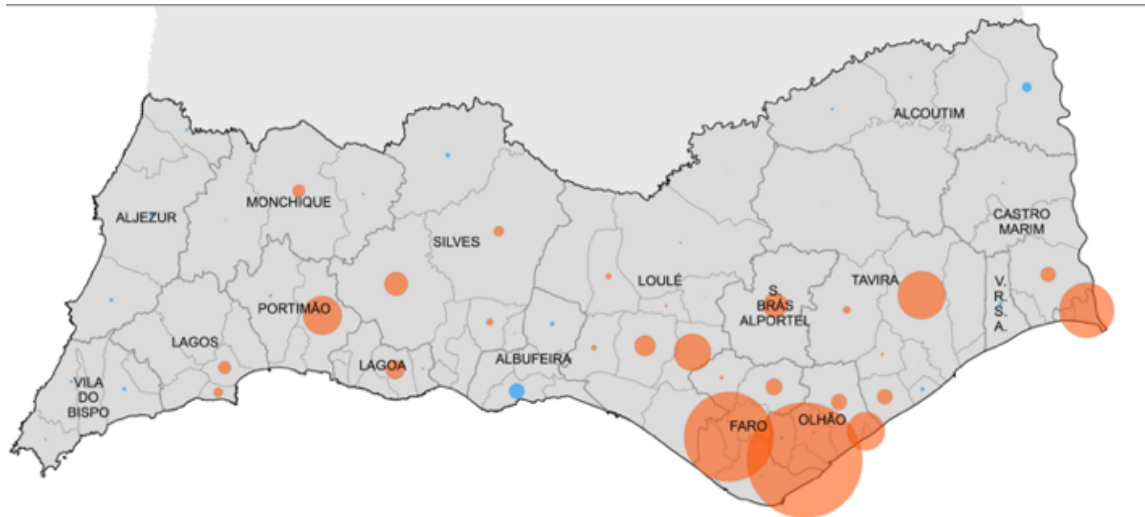 ALCOUTIM
MONCHIQUE
ALJEZUR
CASTRO
MARIM
SILVES
LOULÉ
TAVIRA
S.
BRÁS
ALPORTEL
V.
R.
S.
A.
PORTIMÃO
LAGOS
LAGOA
ALBUFEIRA
VILA
DO
BISPO
FARO
OLHÃO